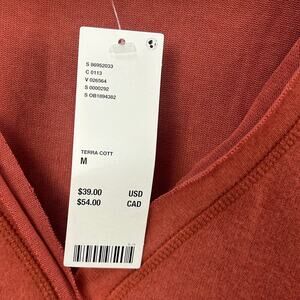 S 86952033
C 0113
V 026564
S 0000292
S OB1894382
TERRA COTT
M
$39.00 USD
$54.00 CAD